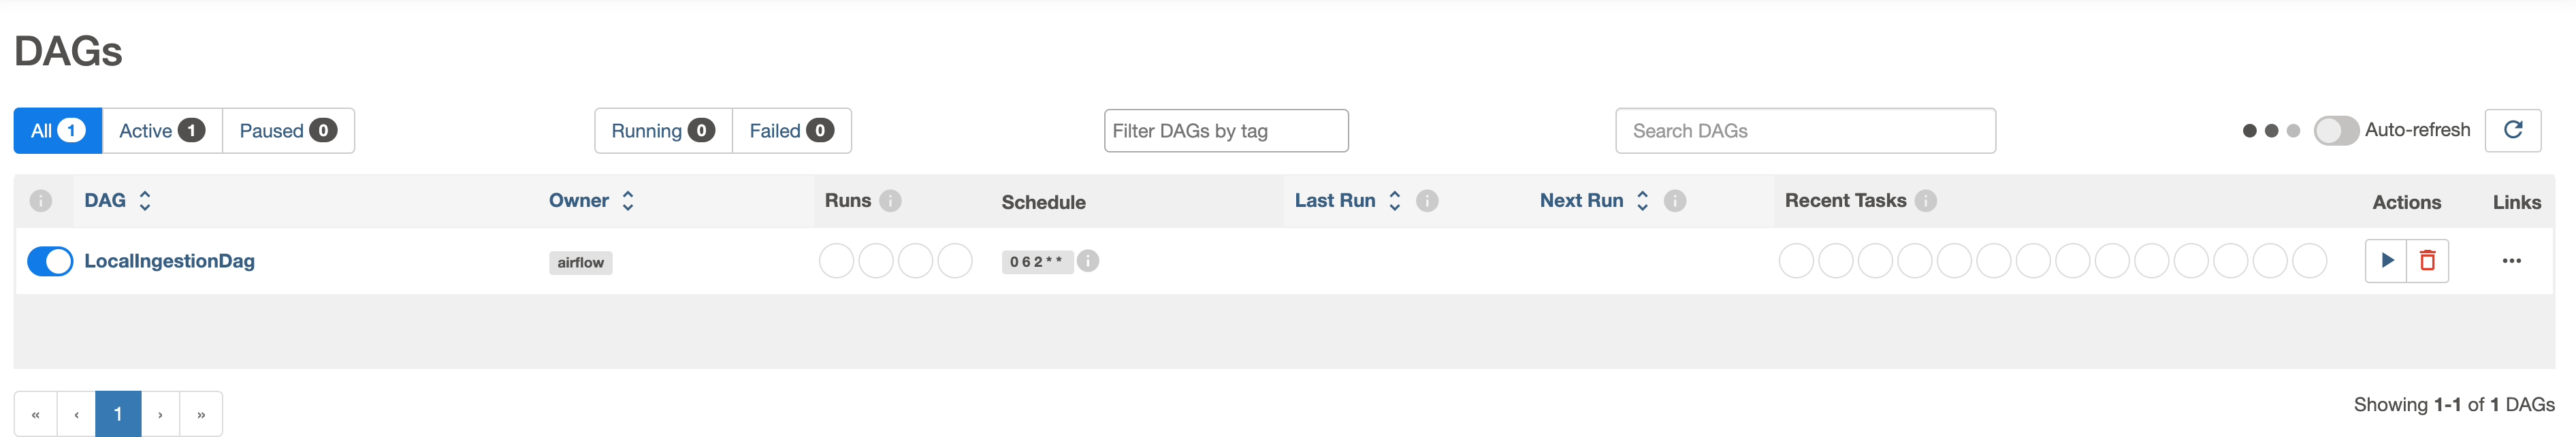 DAGs
All 1 Active 1 Paused 0 Running 0 Failed 0 Filter DAGs by tag Search DAGs Auto-refresh
DAG Owner Runs Schedule Last Run Next Run Recent Tasks Actions Links
LocalIngestionDag airflow 0 6 2 * * ...
« ‹ 1 › »
Showing 1-1 of 1 DAGs